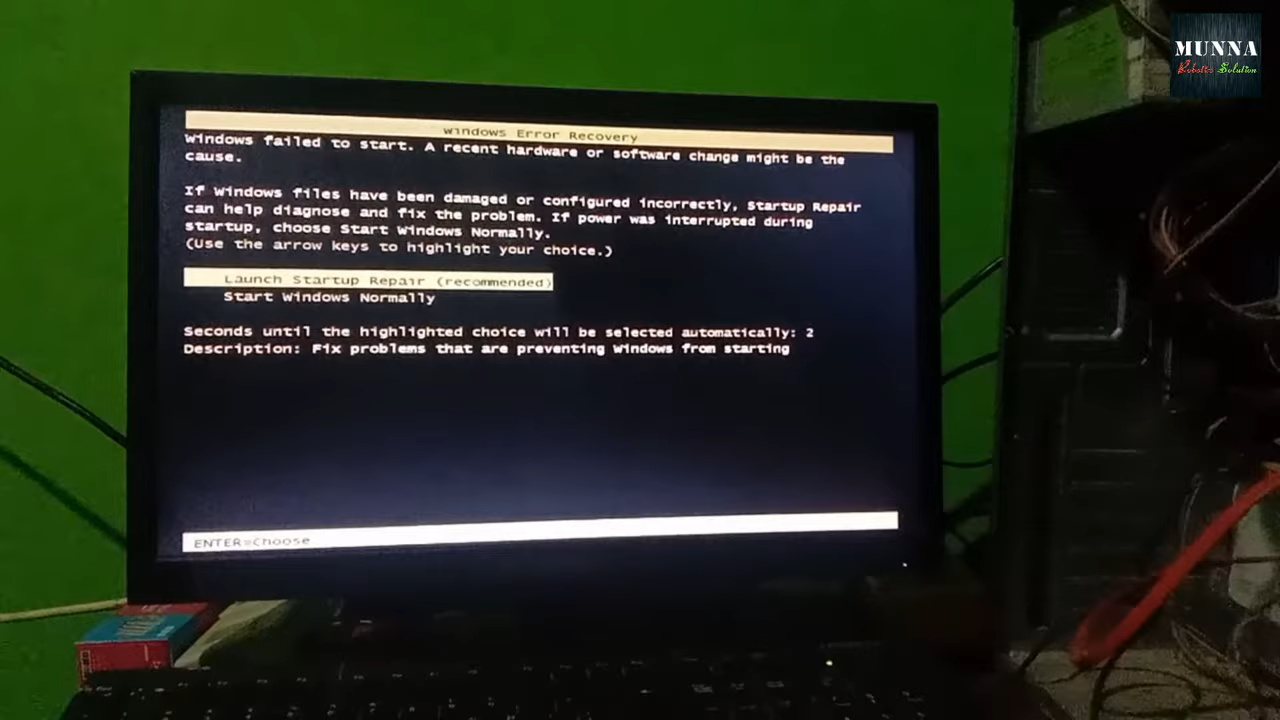 MUNNA
Robotics Solution
Windows Error Recovery
Windows failed to start. A recent hardware or software change might be the
cause.
If Windows files have been damaged or configured incorrectly, Startup Repair
can help diagnose and fix the problem. If power was interrupted during
startup, choose Start Windows Normally.
(Use the arrow keys to highlight your choice.)
Launch Startup Repair (recommended)
Start Windows Normally
Seconds until the highlighted choice will be selected automatically: 2
Description: Fix problems that are preventing Windows from starting
ENTER=Choose